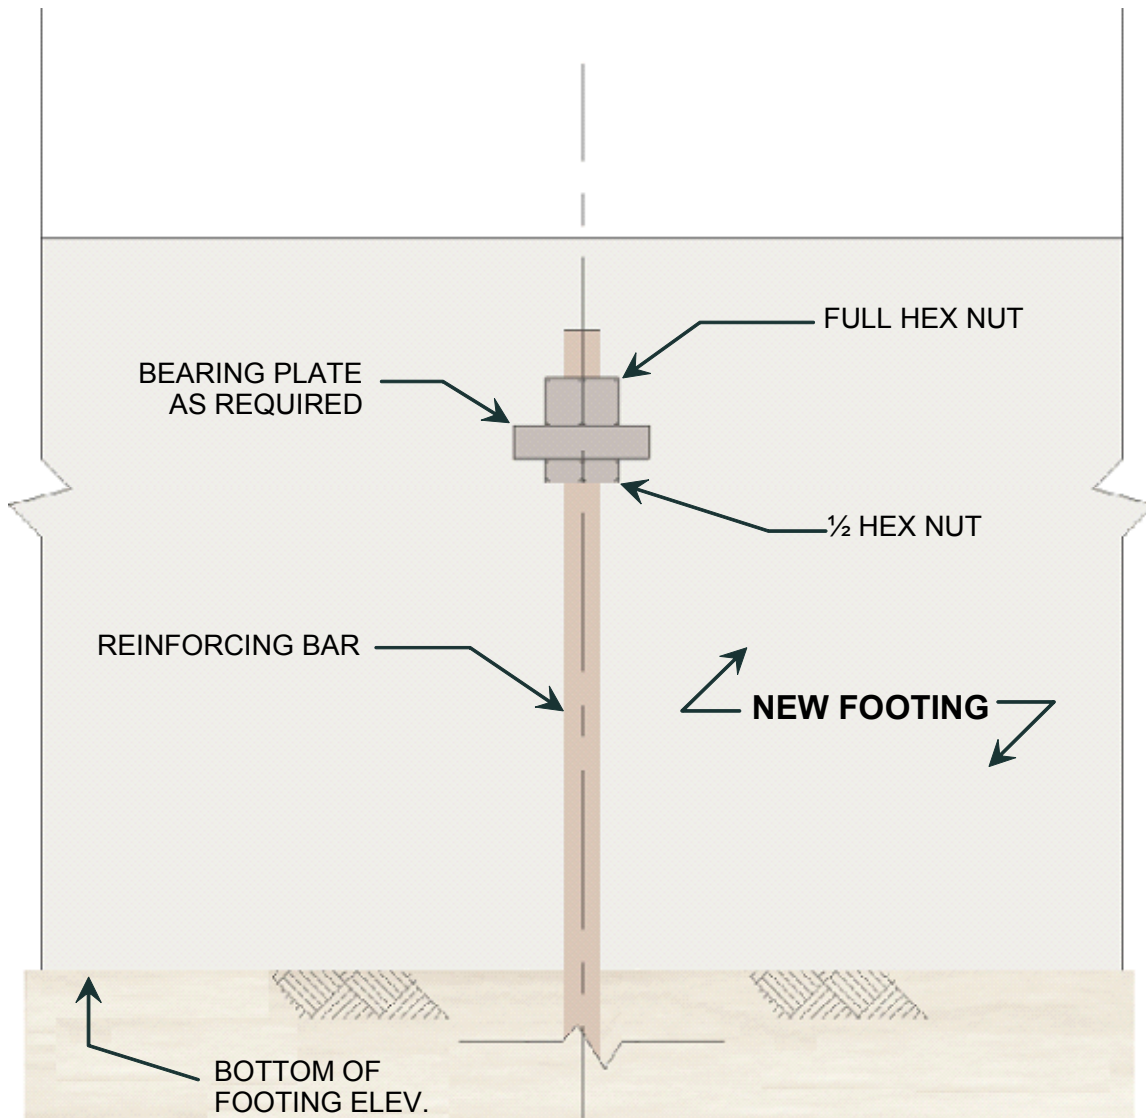 FULL HEX NUT
BEARING PLATE
AS REQUIRED
½ HEX NUT
REINFORCING BAR
NEW FOOTING
BOTTOM OF
FOOTING ELEV.